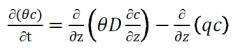 ∂(θc)/∂t = ∂/∂z (θD ∂c/∂z) − ∂/∂z (qc)